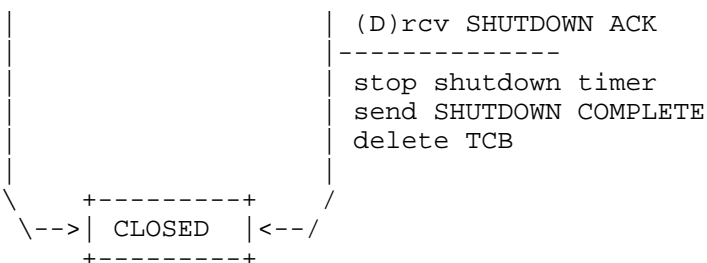 |                    | (D)rcv SHUTDOWN ACK
|                    |--------------
|                    | stop shutdown timer
|                    | send SHUTDOWN COMPLETE
|                    | delete TCB
|                    |
\    +---------+    /
 \-->| CLOSED  |<--/
     +---------+